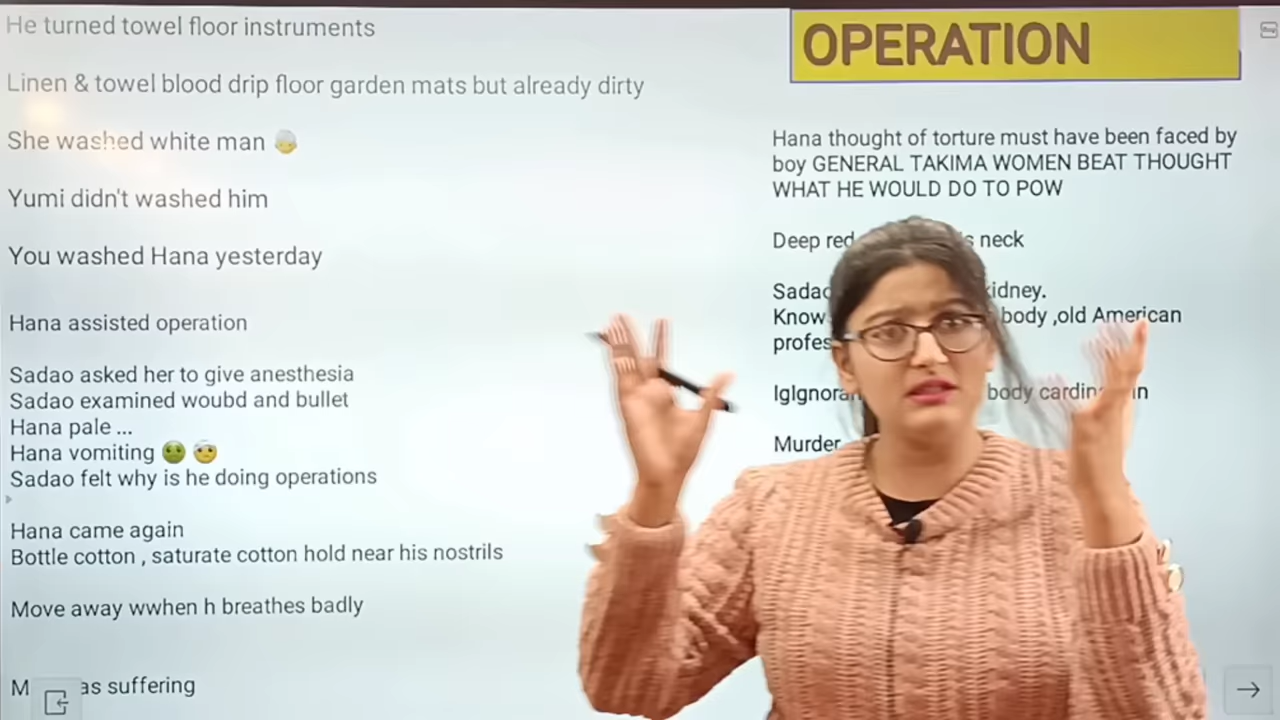 He turned towel floor instruments
Linen & towel blood drip floor garden mats but already dirty
She washed white man
Yumi didn't washed him
You washed Hana yesterday
Hana assisted operation
Sadao asked her to give anesthesia
Sadao examined woubd and bullet
Hana pale ...
Hana vomiting
Sadao felt why is he doing operations
Hana came again
Bottle cotton , saturate cotton hold near his nostrils
Move away wwhen h breathes badly
as suffering
OPERATION
Hana thought of torture must have been faced by
boy GENERAL TAKIMA WOMEN BEAT THOUGHT
WHAT HE WOULD DO TO POW
Deep red neck
kidney.
Know body ,old American
body
Murder